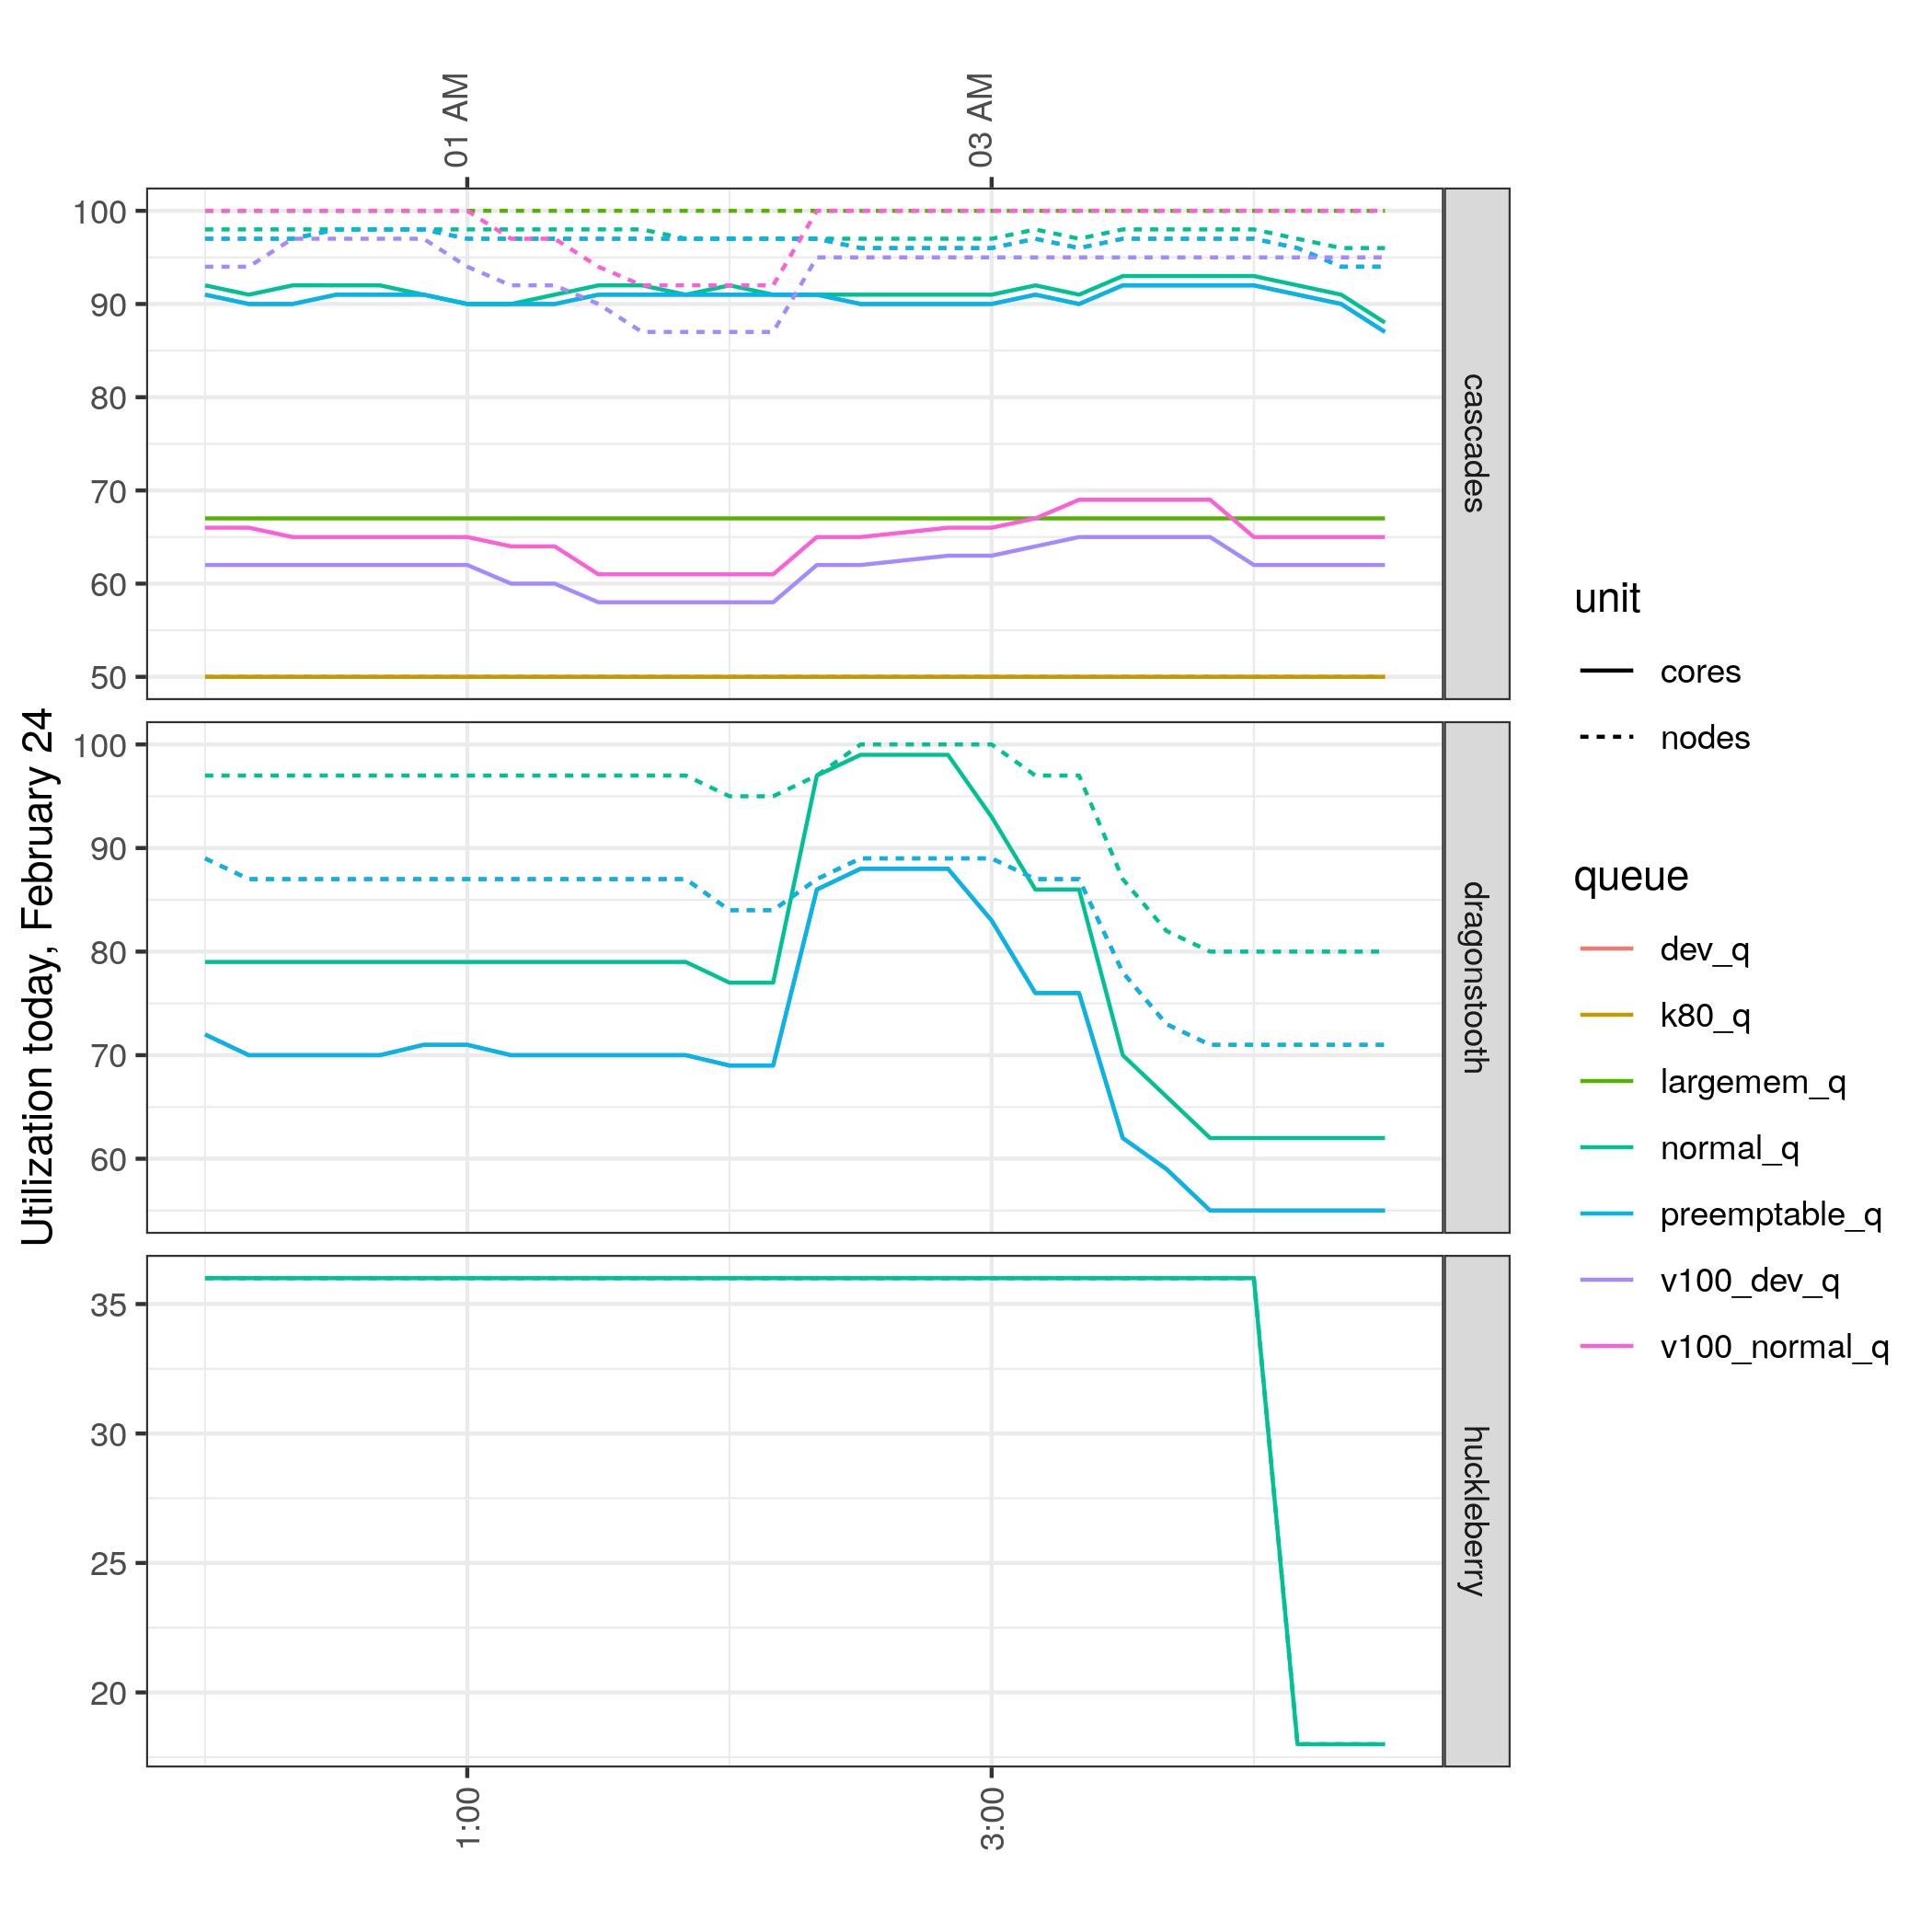 01 AM
03 AM
Utilization today, February 24
100
90
80
70
60
50
cascades
100
90
80
70
60
dragonstooth
35
30
25
20
huckleberry
1:00
3:00
unit
cores
nodes
queue
dev_q
k80_q
largemem_q
normal_q
preemptable_q
v100_dev_q
v100_normal_q